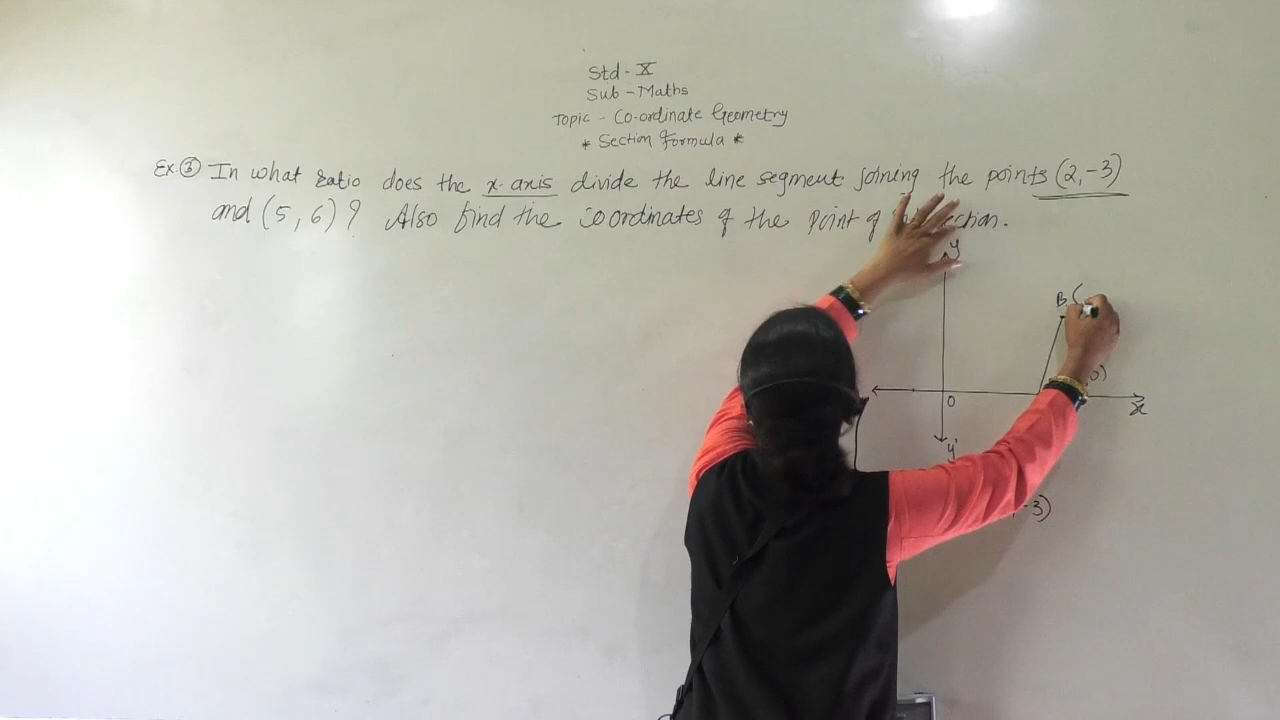 Std - X
Sub - Maths
Topic - Co-ordinate Geometry
* Section Formula *
Ex. ③ In what ratio does the x-axis divide the line segment joining the points (2,-3)
and (5, 6)? Also find the coordinates of the point of
y
B (
0)
O
x
y'
-3)